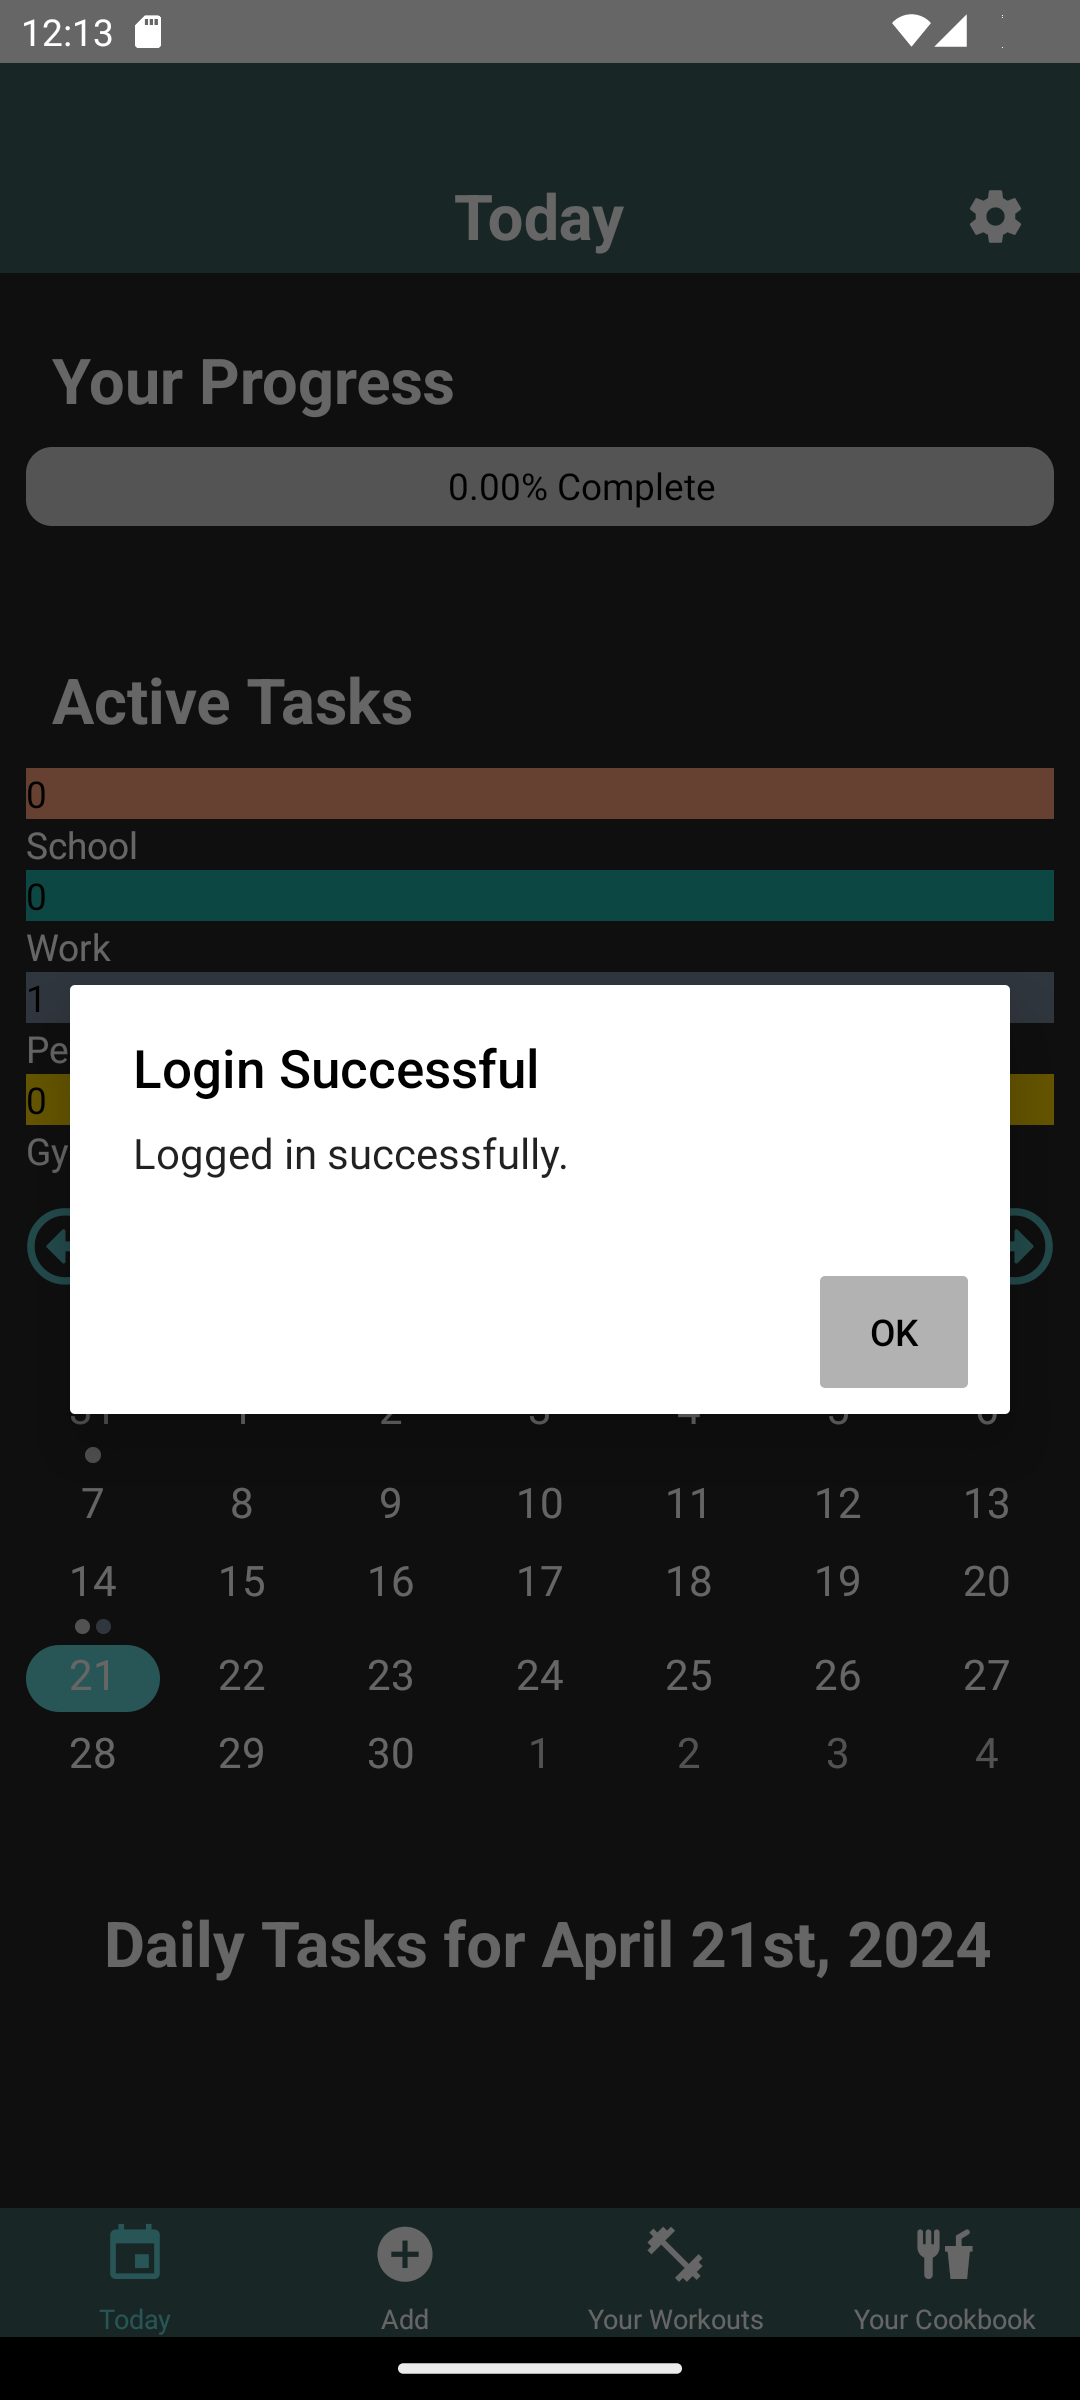 12:13
Today
Your Progress
0.00% Complete
Active Tasks
0
School
0
Work
1
Pe
0
Gy
Login Successful
Logged in successfully.
OK
31 1 2 3 4 5 6
7 8 9 10 11 12 13
14 15 16 17 18 19 20
21 22 23 24 25 26 27
28 29 30 1 2 3 4
Daily Tasks for April 21st, 2024
Today Add Your Workouts Your Cookbook